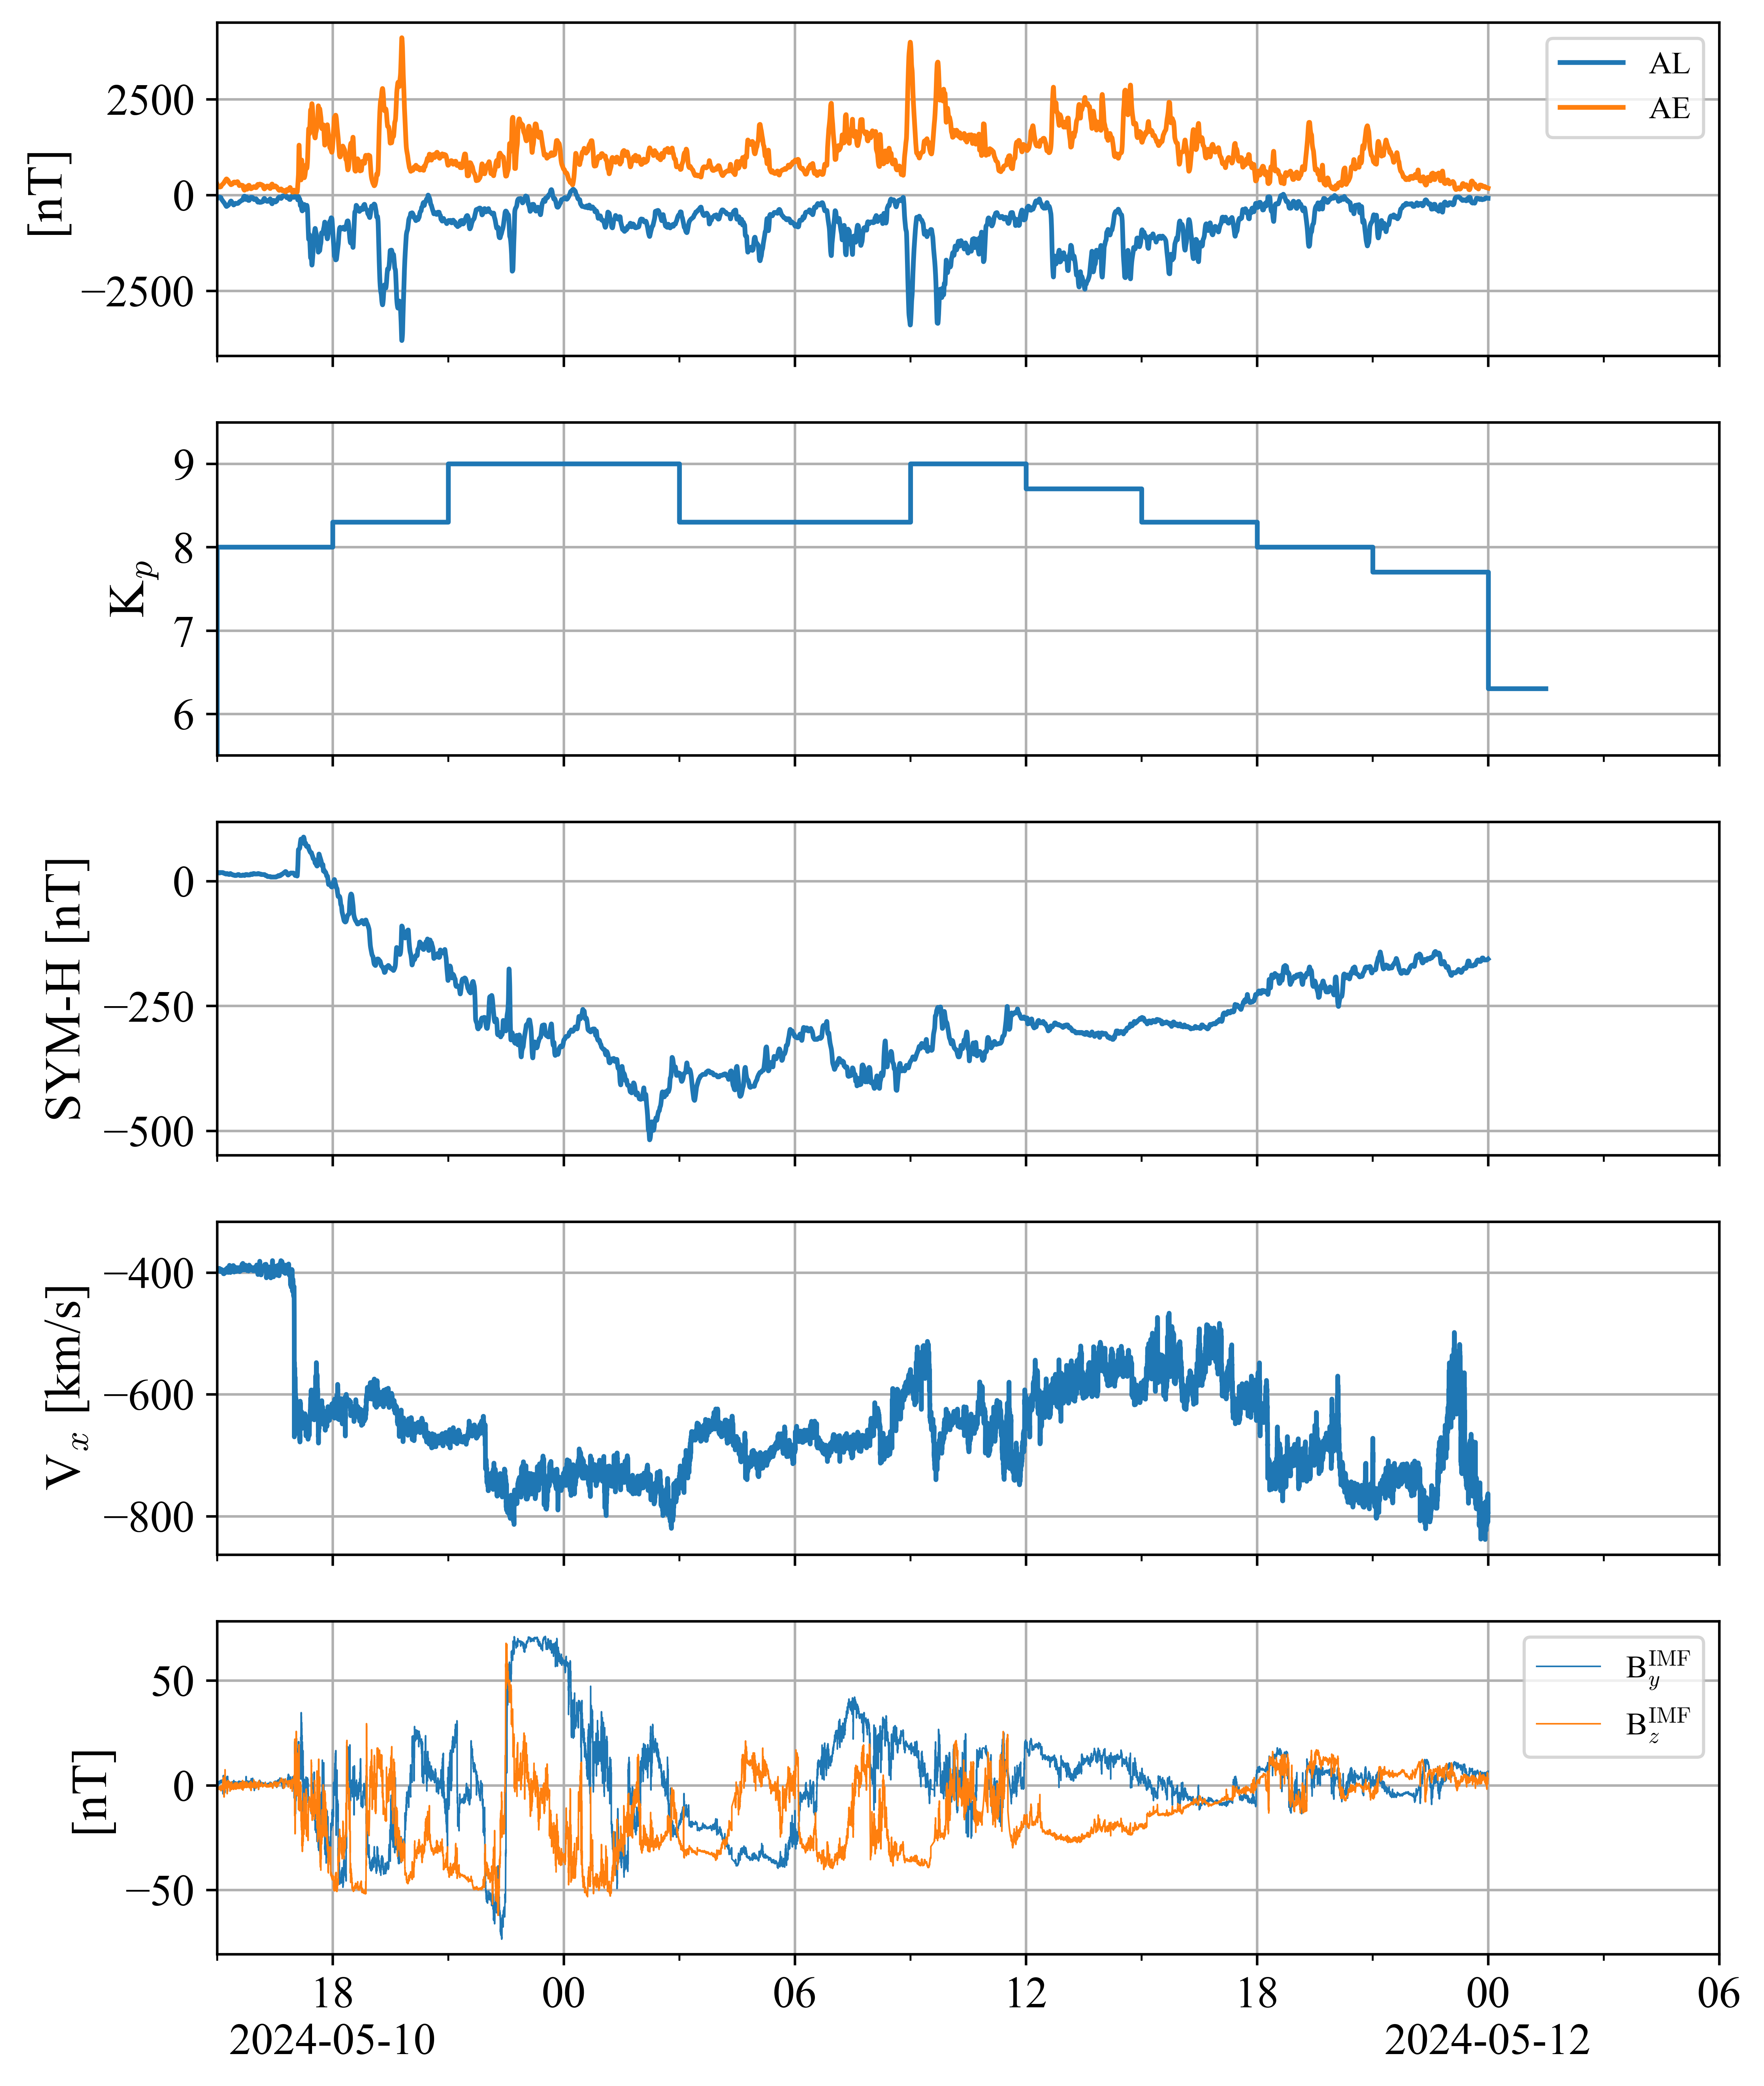 [nT]
2500
0
−2500
AL
AE
K_p
9
8
7
6
SYM-H [nT]
0
−250
−500
V_x [km/s]
−400
−600
−800
[nT]
50
0
−50
B_y^IMF
B_z^IMF
18 00 06 12 18 00 06
2024-05-10 2024-05-12